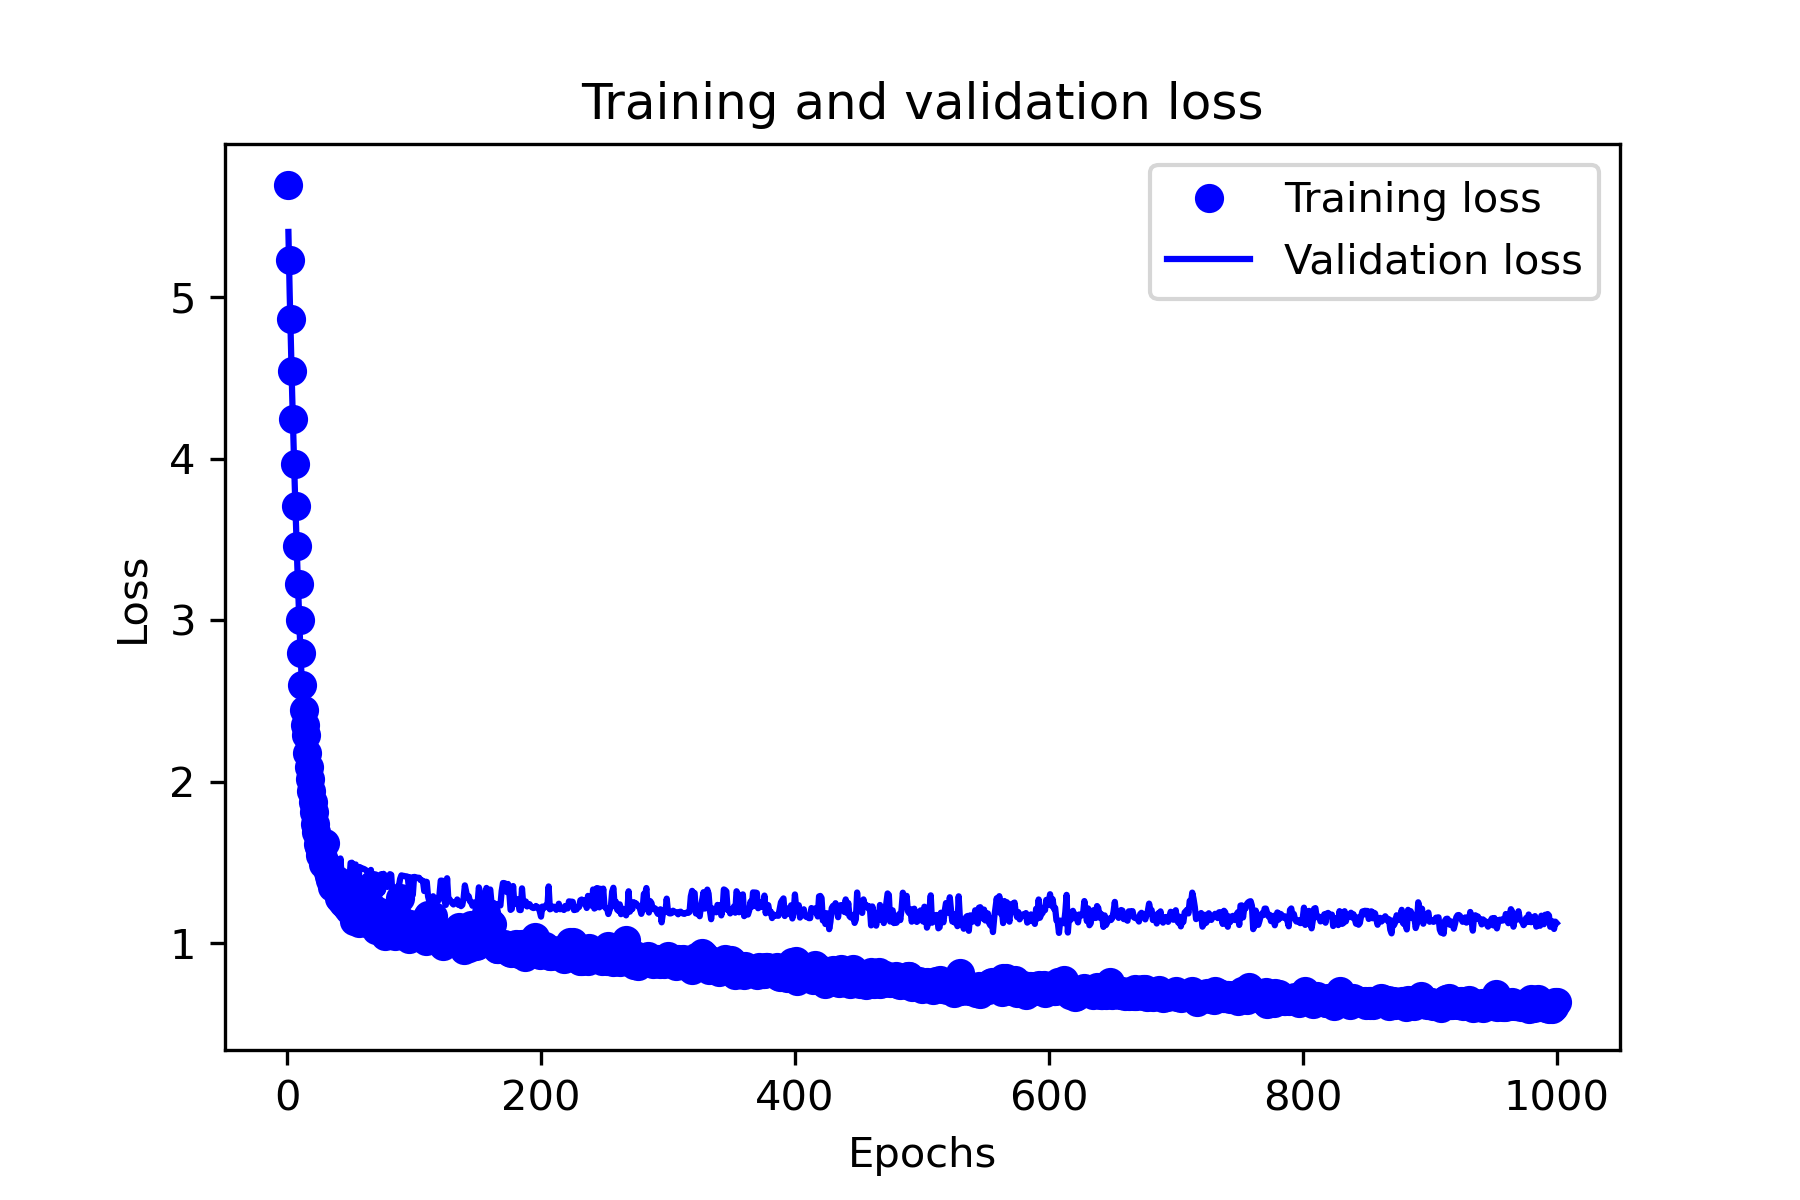 Training and validation loss
Training loss
Validation loss
Loss
5
4
3
2
1
0 200 400 600 800 1000
Epochs